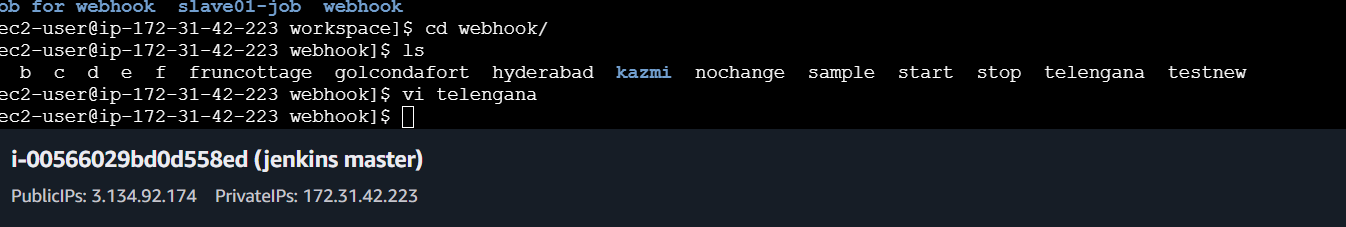 ob for webhook  slave01-job  webhook
ec2-user@ip-172-31-42-223 workspace]$ cd webhook/
ec2-user@ip-172-31-42-223 webhook]$ ls
b  c  d  e  f  fruncottage  golcondafort  hyderabad  kazmi  nochange  sample  start  stop  telengana  testnew
ec2-user@ip-172-31-42-223 webhook]$ vi telengana
ec2-user@ip-172-31-42-223 webhook]$
i-00566029bd0d558ed (jenkins master)
PublicIPs: 3.134.92.174    PrivateIPs: 172.31.42.223